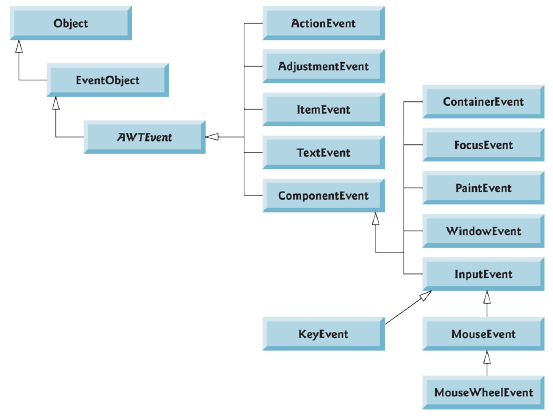 Object
EventObject
AWTEvent
ActionEvent
AdjustmentEvent
ItemEvent
TextEvent
ComponentEvent
ContainerEvent
FocusEvent
PaintEvent
WindowEvent
InputEvent
KeyEvent
MouseEvent
MouseWheelEvent